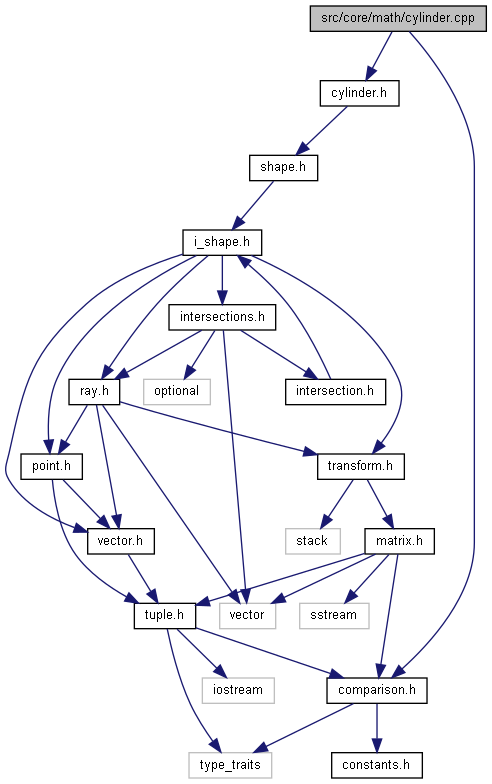 src/core/math/cylinder.cpp
cylinder.h
shape.h
i_shape.h
intersections.h
ray.h
optional
intersection.h
point.h
transform.h
stack
vector.h
matrix.h
tuple.h
vector
sstream
iostream
comparison.h
type_traits
constants.h